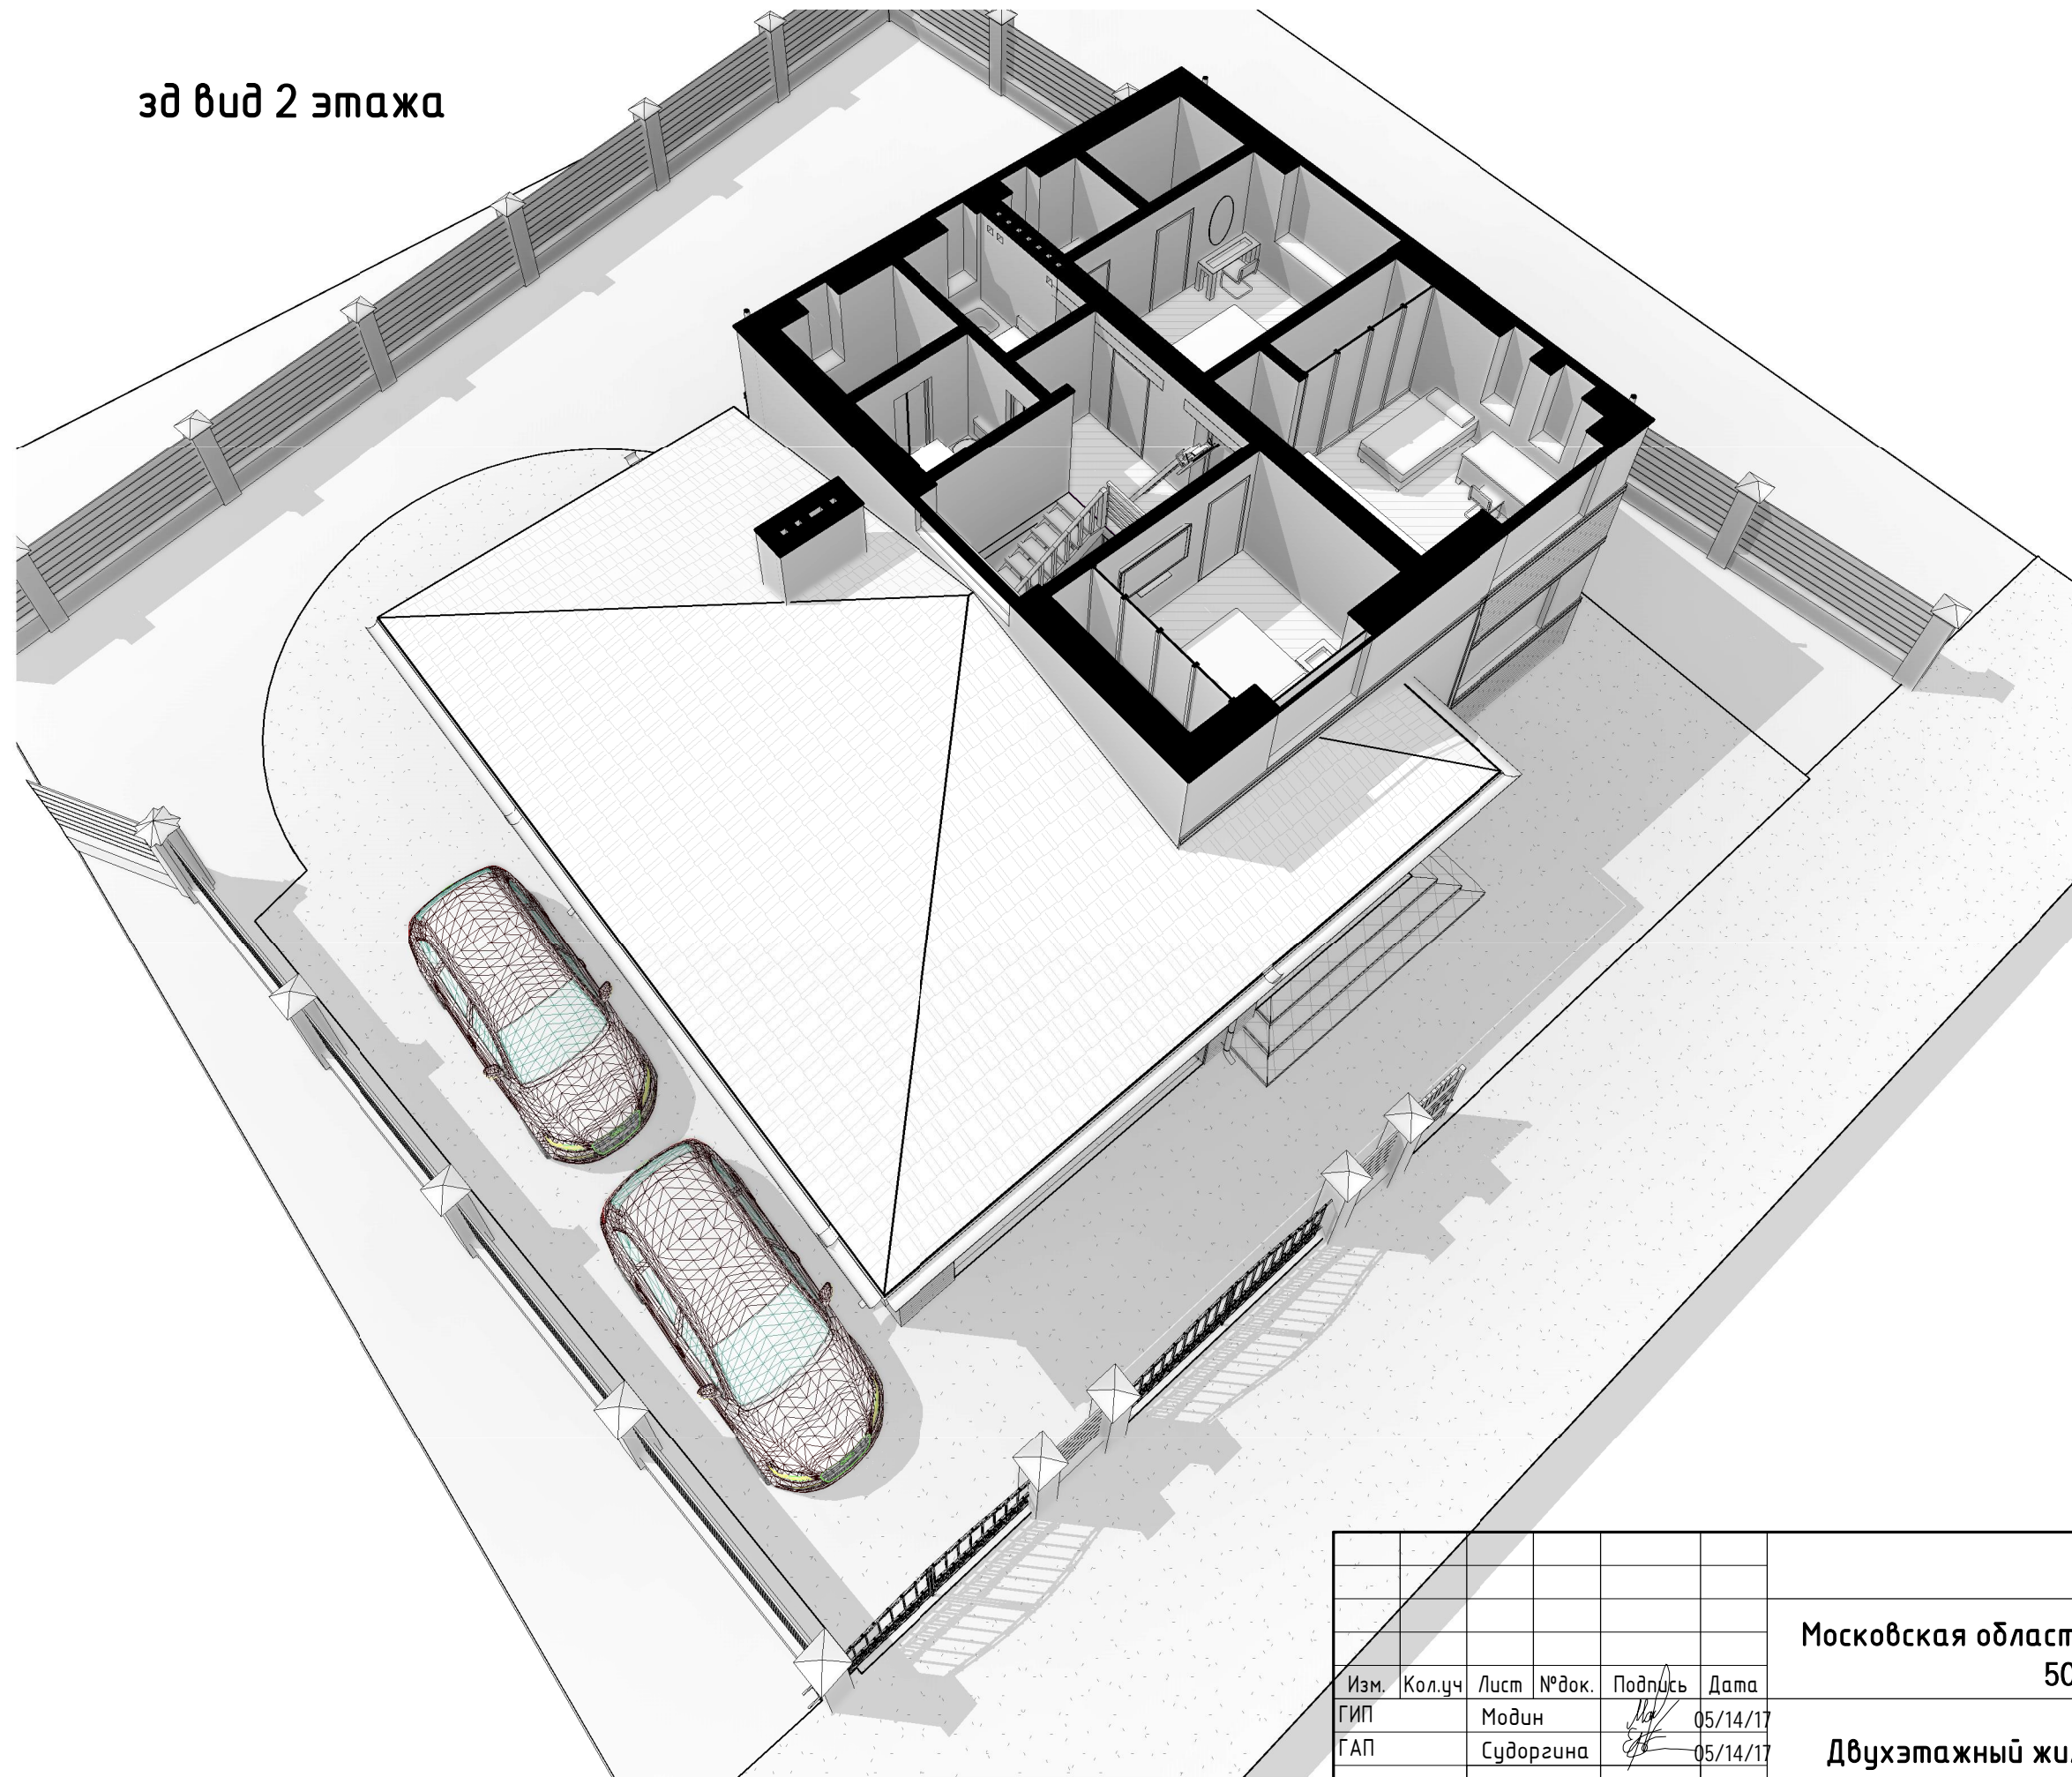 зд вид 2 этажа
Московская област
50
Изм. Кол.уч Лист №док. Подпись Дата
ГИП Модин 05/14/17
ГАП Судоргина 05/14/17
Двухэтажный жи